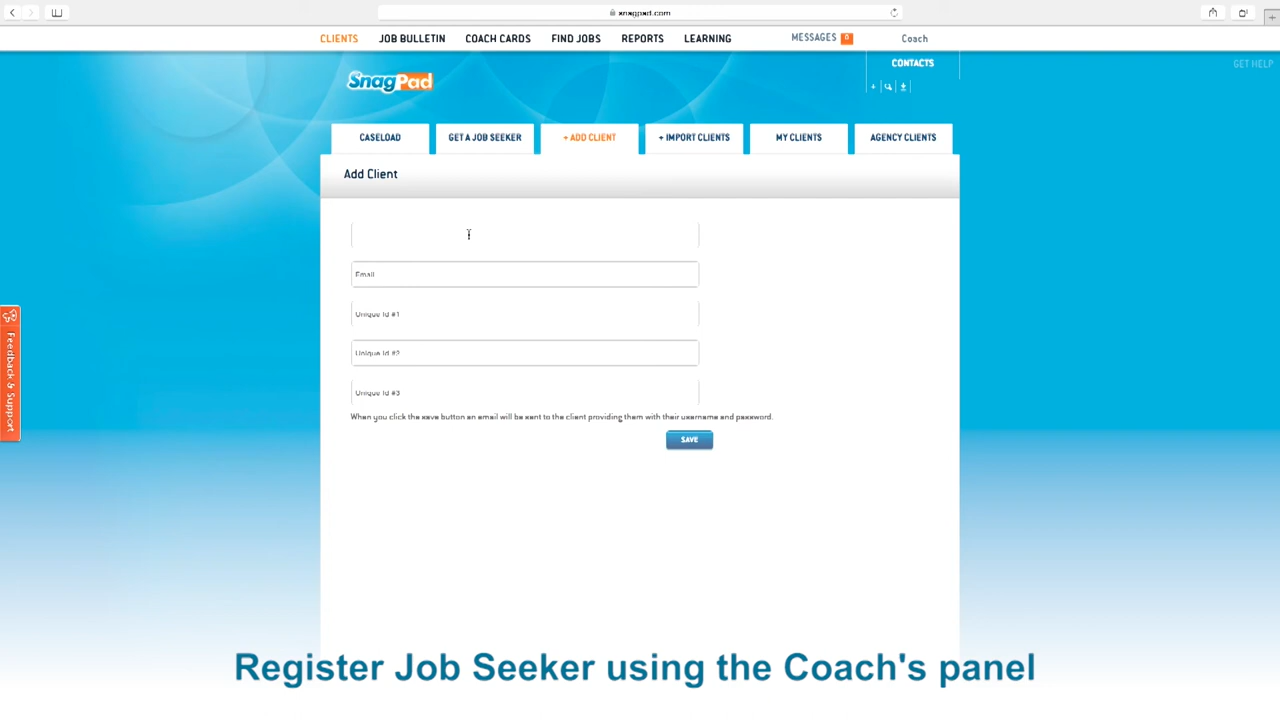 snagpad.com
CLIENTS JOB BULLETIN COACH CARDS FIND JOBS REPORTS LEARNING MESSAGES 0 Coach
CONTACTS
GET HELP
SnagPad
CASELOAD GET A JOB SEEKER + ADD CLIENT + IMPORT CLIENTS MY CLIENTS AGENCY CLIENTS
Add Client
Email
Unique Id #1
Feedback & Support
Unique Id #2
Unique Id #3
When you click the save button an email will be sent to the client providing them with their username and password.
SAVE
Register Job Seeker using the Coach's panel